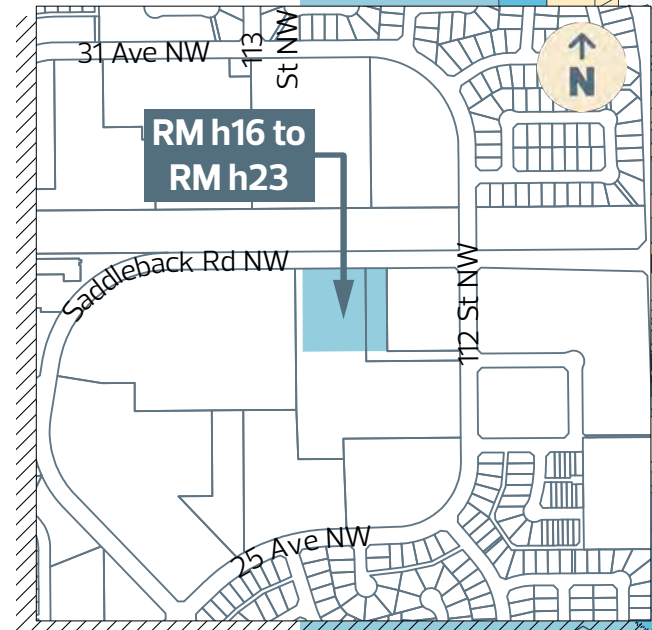 31 Ave NW
113
St NW
N
RM h16 to
RM h23
Saddleback Rd NW
112 St NW
25 Ave NW